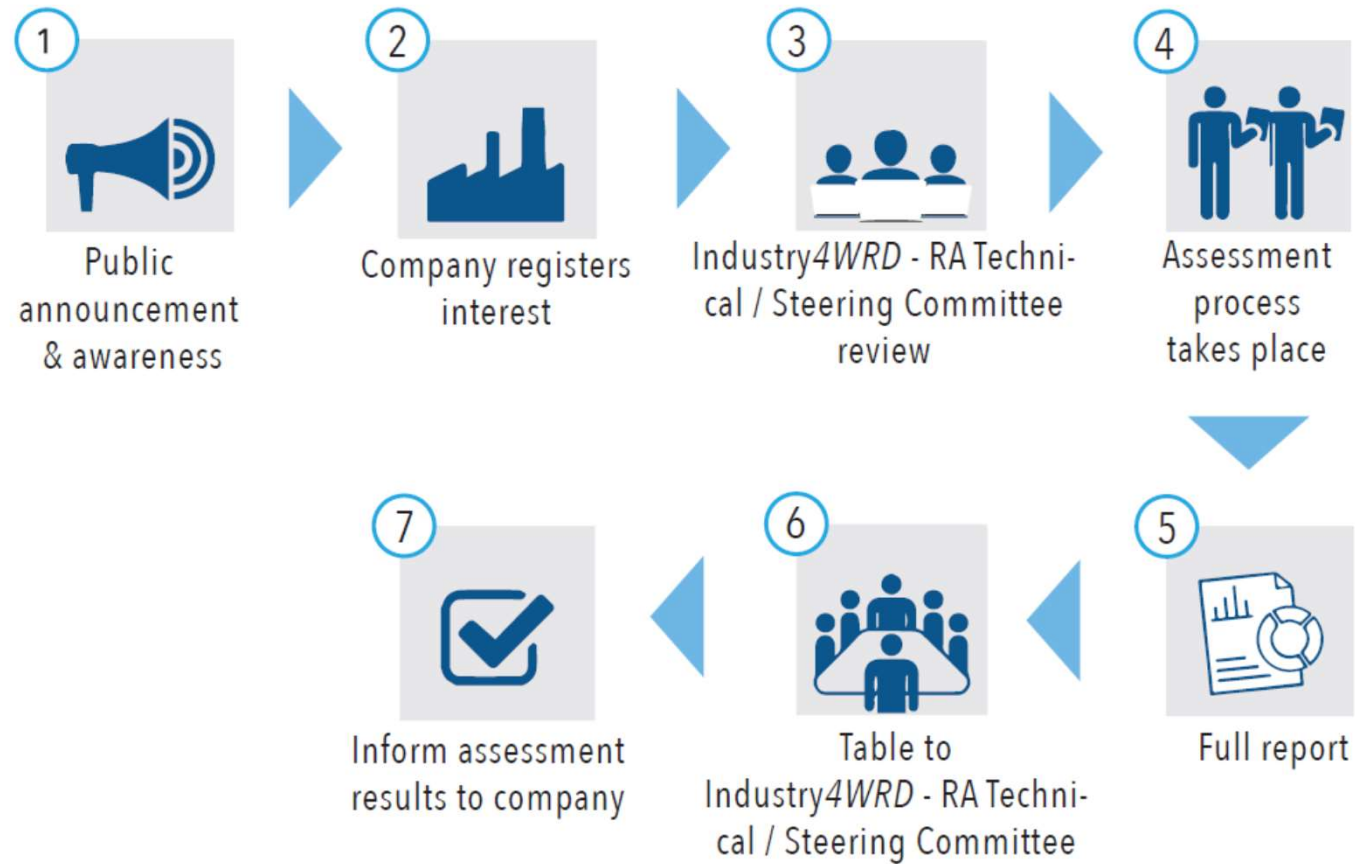 1
Public
announcement
& awareness
2
Company registers
interest
3
Industry4WRD - RA Techni-
cal / Steering Committee
review
4
Assessment
process
takes place
5
Full report
6
Table to
Industry4WRD - RA Techni-
cal / Steering Committee
7
Inform assessment
results to company